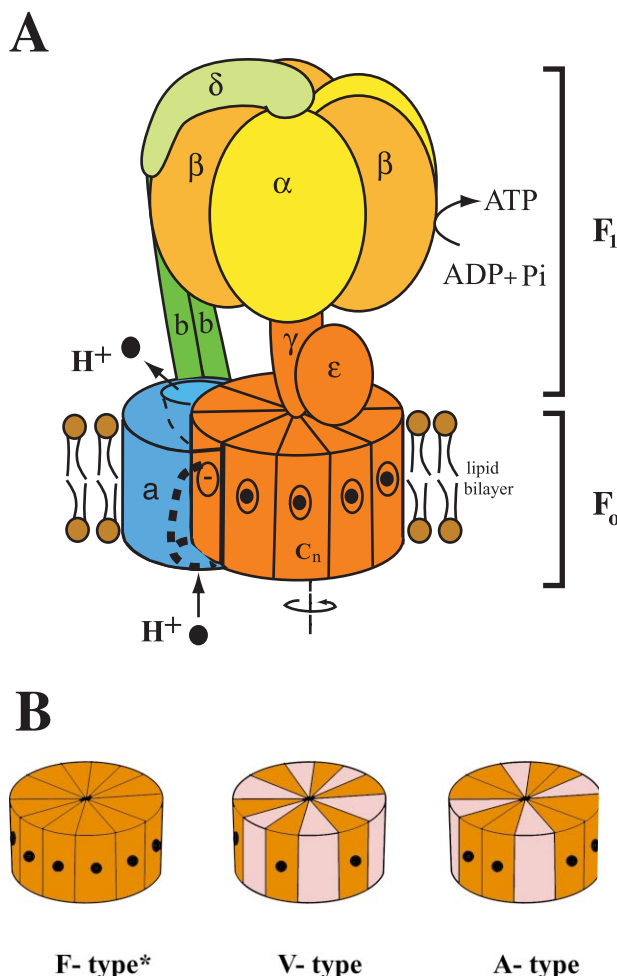 A
δ
β
α
β
ATP
ADP+Pi
F1
b
b
γ
ε
H+
a
-
lipid
bilayer
Cn
Fo
H+
B
F- type*
V- type
A- type